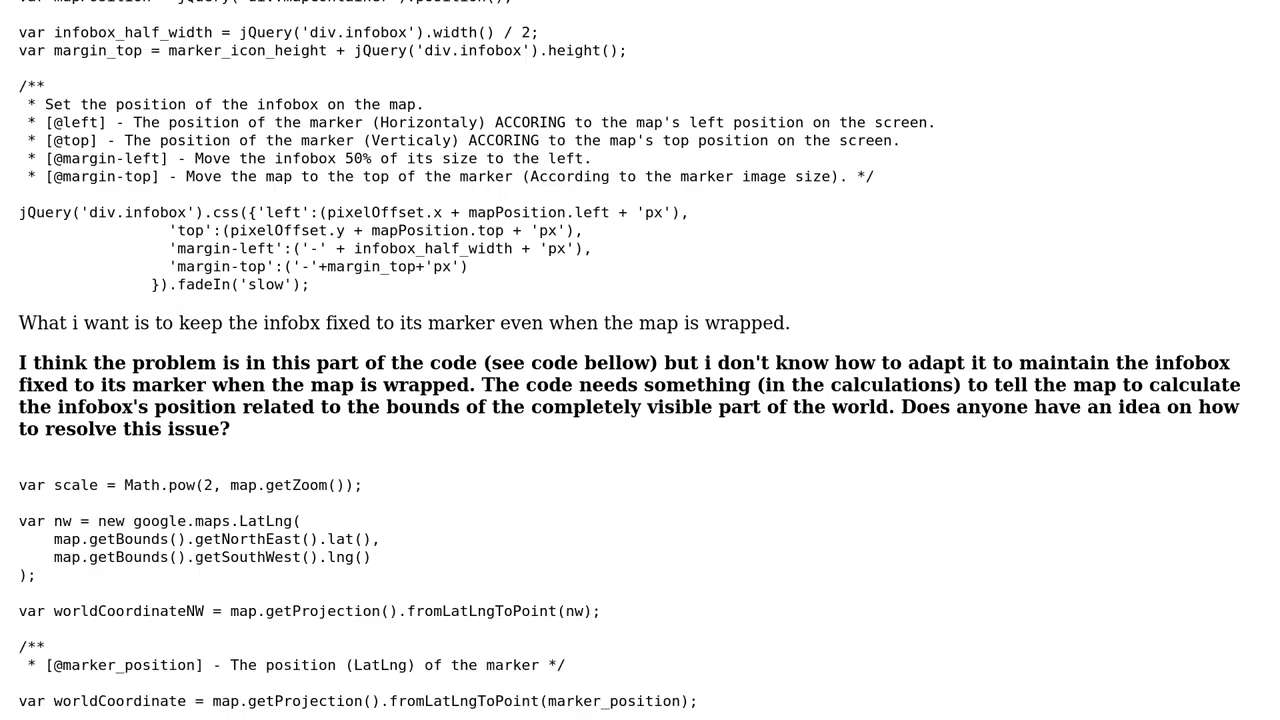 var mapPosition = jQuery('div.mapcontainer').position();
var infobox_half_width = jQuery('div.infobox').width() / 2;
var margin_top = marker_icon_height + jQuery('div.infobox').height();
/**
* Set the position of the infobox on the map.
* [@left] - The position of the marker (Horizontaly) ACCORING to the map's left position on the screen.
* [@top] - The position of the marker (Verticaly) ACCORING to the map's top position on the screen.
* [@margin-left] - Move the infobox 50% of its size to the left.
* [@margin-top] - Move the map to the top of the marker (According to the marker image size). */
jQuery('div.infobox').css({'left':(pixelOffset.x + mapPosition.left + 'px'),
'top':(pixelOffset.y + mapPosition.top + 'px'),
'margin-left':('-' + infobox_half_width + 'px'),
'margin-top':('-'+margin_top+'px')
}).fadeIn('slow');
What i want is to keep the infobx fixed to its marker even when the map is wrapped.
I think the problem is in this part of the code (see code bellow) but i don't know how to adapt it to maintain the infobox
fixed to its marker when the map is wrapped. The code needs something (in the calculations) to tell the map to calculate
the infobox's position related to the bounds of the completely visible part of the world. Does anyone have an idea on how
to resolve this issue?
var scale = Math.pow(2, map.getZoom());
var nw = new google.maps.LatLng(
map.getBounds().getNorthEast().lat(),
map.getBounds().getSouthWest().lng()
);
var worldCoordinateNW = map.getProjection().fromLatLngToPoint(nw);
/**
* [@marker_position] - The position (LatLng) of the marker */
var worldCoordinate = map.getProjection().fromLatLngToPoint(marker_position);